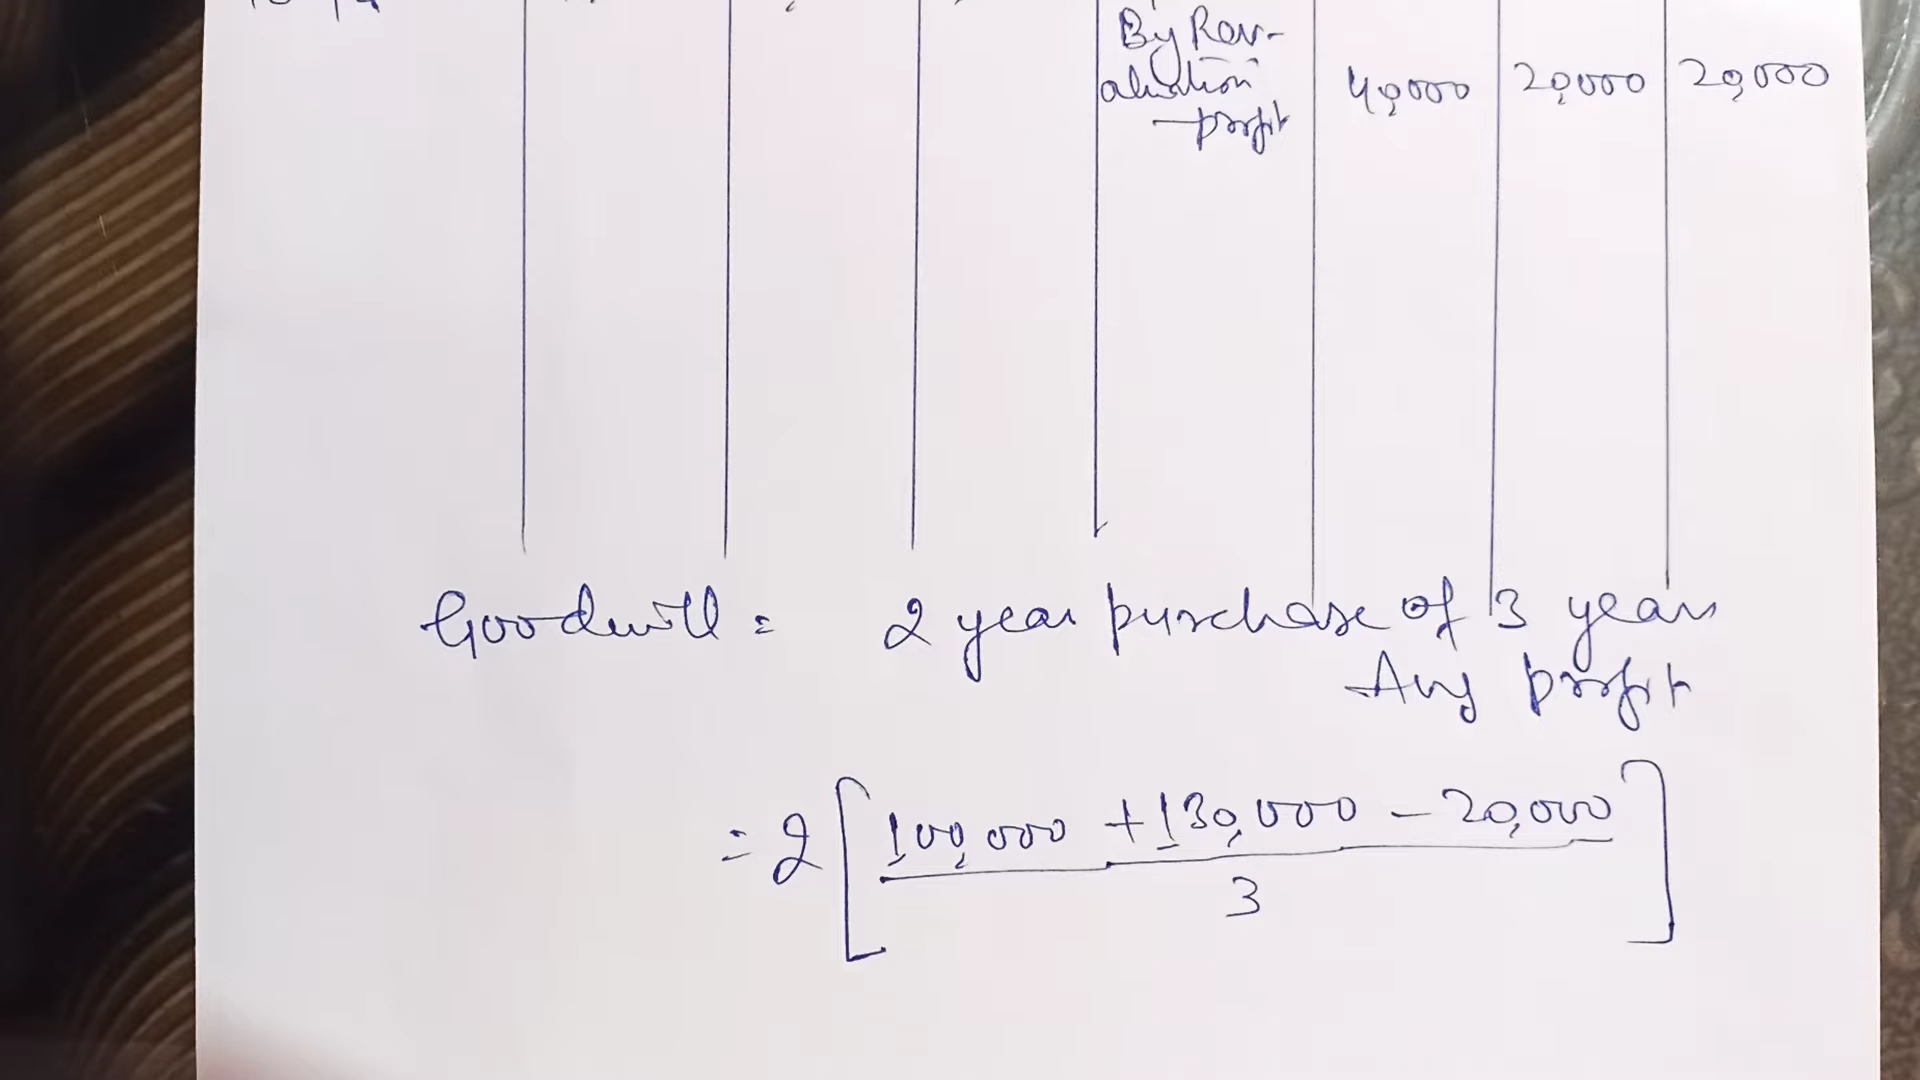 By Rev-
aluation 40,000 20,000 20,000
profit
Goodwill = 2 year purchase of 3 years
Avg profit
= 2 [ 100,000 + 130,000 - 20,000
3 ]